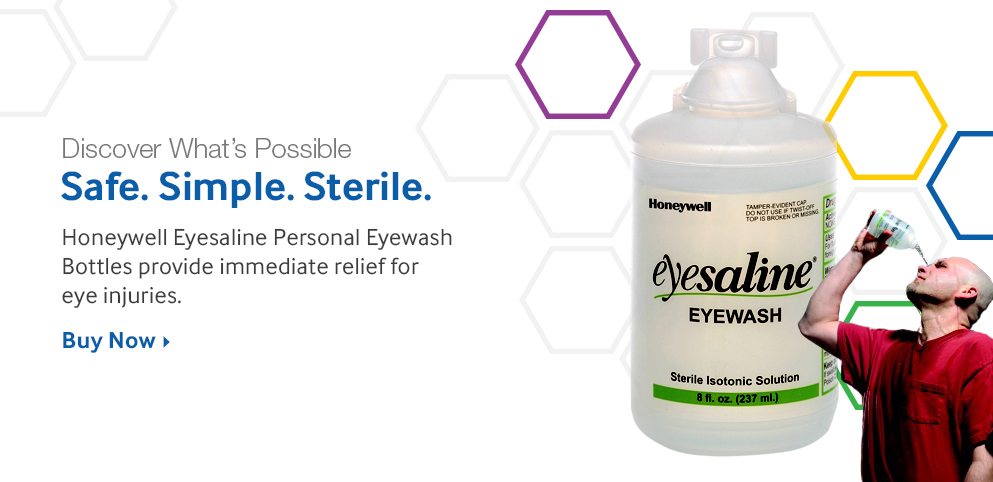 Discover What's Possible
Safe. Simple. Sterile.
Honeywell Eyesaline Personal Eyewash
Bottles provide immediate relief for
eye injuries.
Buy Now
Honeywell
TAMPER-EVIDENT CAP
DO NOT USE IF TWIST-OFF
TOP IS BROKEN OR MISSING.
eyesaline®
EYEWASH
Sterile Isotonic Solution
8 fl. oz. (237 ml.)